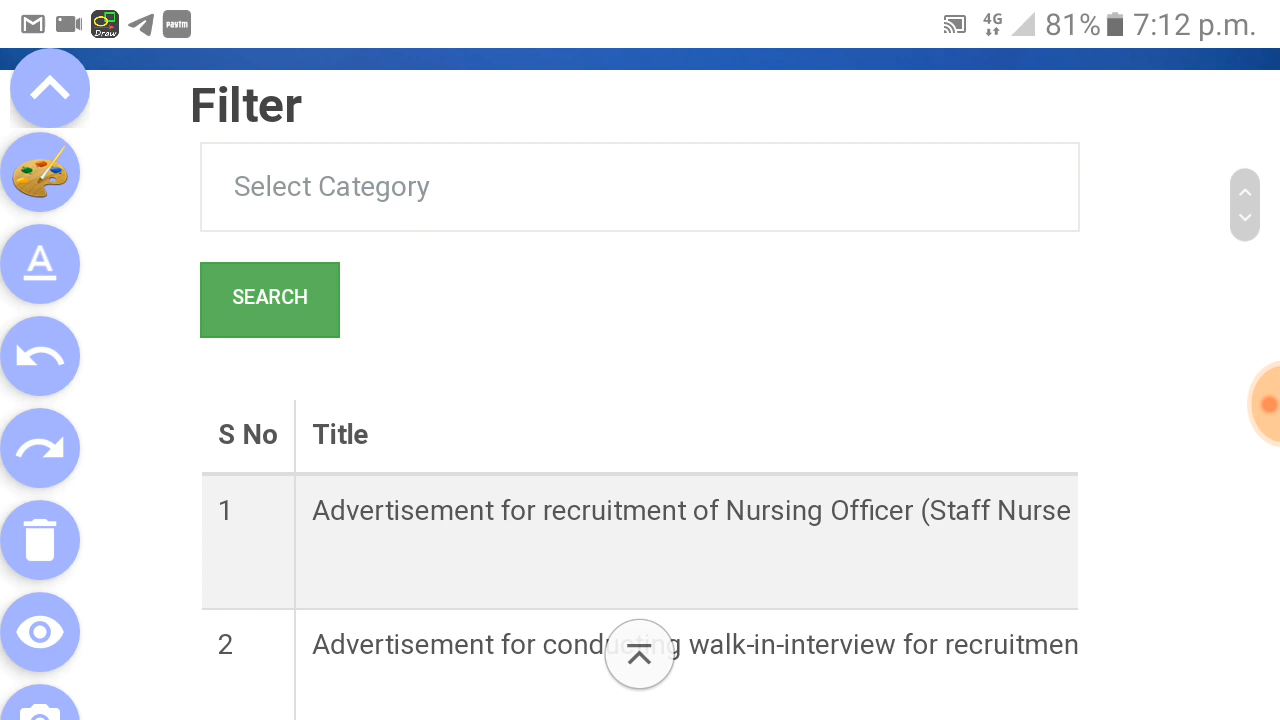 Draw
Paytm
4G
81%
7:12 p.m.
Filter
Select Category
SEARCH
S No
Title
1
Advertisement for recruitment of Nursing Officer (Staff Nurse
2
Advertisement for conducting walk-in-interview for recruitmen